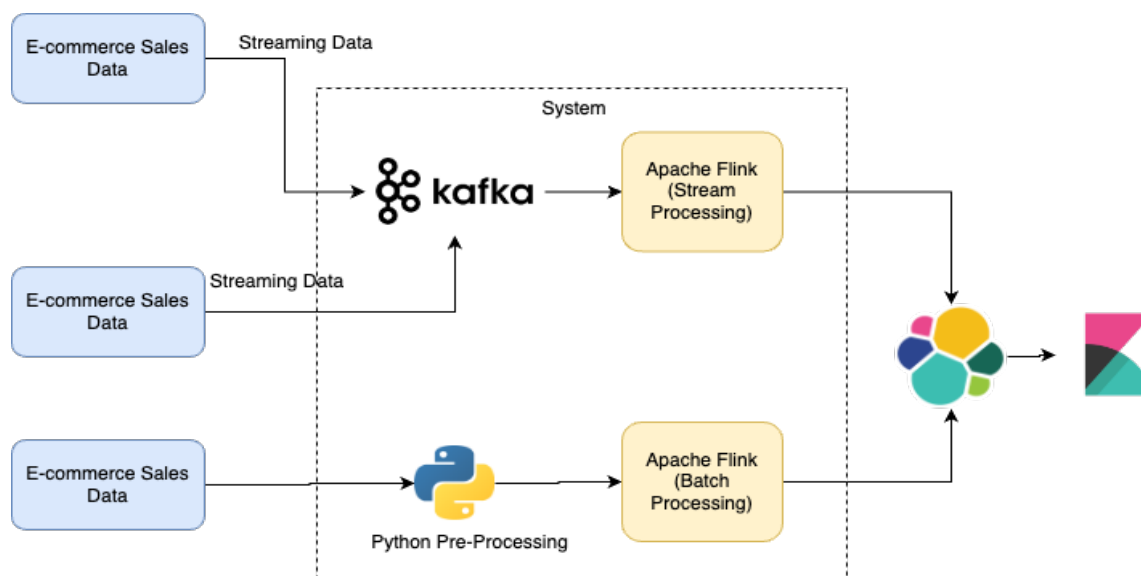 E-commerce Sales
Data
Streaming Data
System
kafka
Apache Flink
(Stream
Processing)
E-commerce Sales
Data
Streaming Data
E-commerce Sales
Data
Python Pre-Processing
Apache Flink
(Batch
Processing)